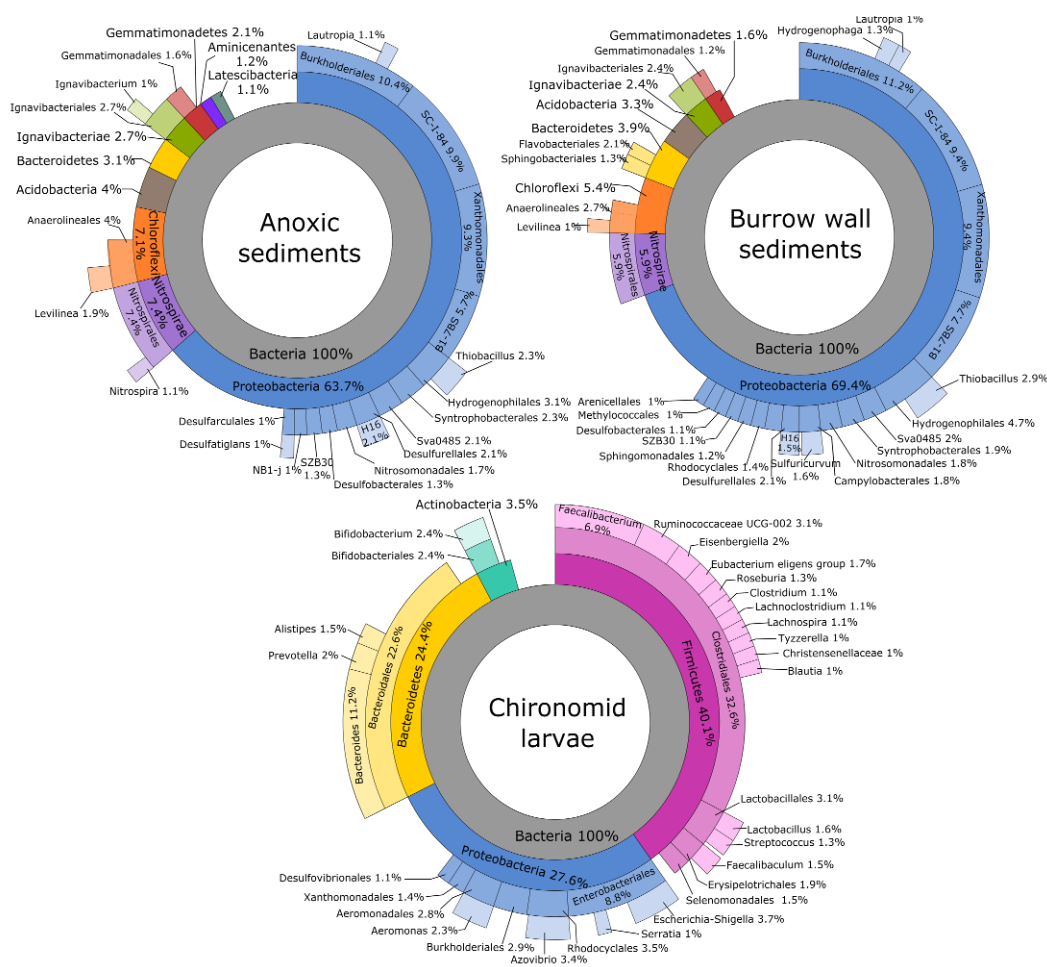 Anoxic
sediments
Bacteria 100%
Proteobacteria 63.7%
Burkholderiales 10.4%
Lautropia 1.1%
SC-I-84 9.9%
Xanthomonadales
9.3%
B1-7BS 5.7%
Thiobacillus 2.3%
Hydrogenophilales 3.1%
Syntrophobacterales 2.3%
Sva0485 2.1%
Desulfurellales 2.1%
H16
2.1%
Nitrosomonadales 1.7%
Desulfobacterales 1.3%
SZB30
1.3%
NB1-j 1%
Desulfatiglans 1%
Desulfarculales 1%
Nitrospirae
7.4%
Nitrospirales
7.4%
Nitrospira 1.1%
Chloroflexi
7.1%
Anaerolineales 4%
Levilinea 1.9%
Acidobacteria 4%
Bacteroidetes 3.1%
Ignavibacteriae 2.7%
Ignavibacteriales 2.7%
Ignavibacterium 1%
Gemmatimonadales 1.6%
Gemmatimonadetes 2.1%
Aminicenantes
1.2%
Latescibacteria
1.1%
Burrow wall
sediments
Bacteria 100%
Proteobacteria 69.4%
Burkholderiales 11.2%
Hydrogenophaga 1.3%
Lautropia 1%
SC-I-84 9.4%
Xanthomonadales
9.4%
B1-7BS 7.7%
Thiobacillus 2.9%
Hydrogenophilales 4.7%
Sva0485 2%
Syntrophobacterales 1.9%
Nitrosomonadales 1.8%
Campylobacterales 1.8%
Sulfuricurvum
1.6%
H16
1.5%
Desulfurellales 2.1%
Rhodocyclales 1.4%
Sphingomonadales 1.2%
SZB30 1.1%
Desulfobacterales 1.1%
Methylococcales 1%
Arenicellales 1%
Nitrospirae
5.9%
Nitrospirales
5.9%
Chloroflexi 5.4%
Anaerolineales 2.7%
Levilinea 1%
Bacteroidetes 3.9%
Flavobacteriales 2.1%
Sphingobacteriales 1.3%
Acidobacteria 3.3%
Ignavibacteriae 2.4%
Ignavibacteriales 2.4%
Gemmatimonadales 1.2%
Gemmatimonadetes 1.6%
Chironomid
larvae
Bacteria 100%
Firmicutes 40.1%
Clostridiales 32.6%
Faecalibacterium
6.9%
Ruminococcaceae UCG-002 3.1%
Eisenbergiella 2%
Eubacterium eligens group 1.7%
Roseburia 1.3%
Clostridium 1.1%
Lachnoclostridium 1.1%
Lachnospira 1.1%
Tyzzerella 1%
Christensenellaceae 1%
Blautia 1%
Lactobacillales 3.1%
Lactobacillus 1.6%
Streptococcus 1.3%
Faecalibaculum 1.5%
Erysipelotrichales 1.9%
Selenomonadales 1.5%
Proteobacteria 27.6%
Enterobacteriales
8.8%
Escherichia-Shigella 3.7%
Serratia 1%
Rhodocyclales 3.5%
Azovibrio 3.4%
Burkholderiales 2.9%
Aeromonas 2.3%
Aeromonadales 2.8%
Xanthomonadales 1.4%
Desulfovibrionales 1.1%
Bacteroidetes 24.4%
Bacteroidales 22.6%
Bacteroides 11.2%
Prevotella 2%
Alistipes 1.5%
Bifidobacteriales 2.4%
Bifidobacterium 2.4%
Actinobacteria 3.5%